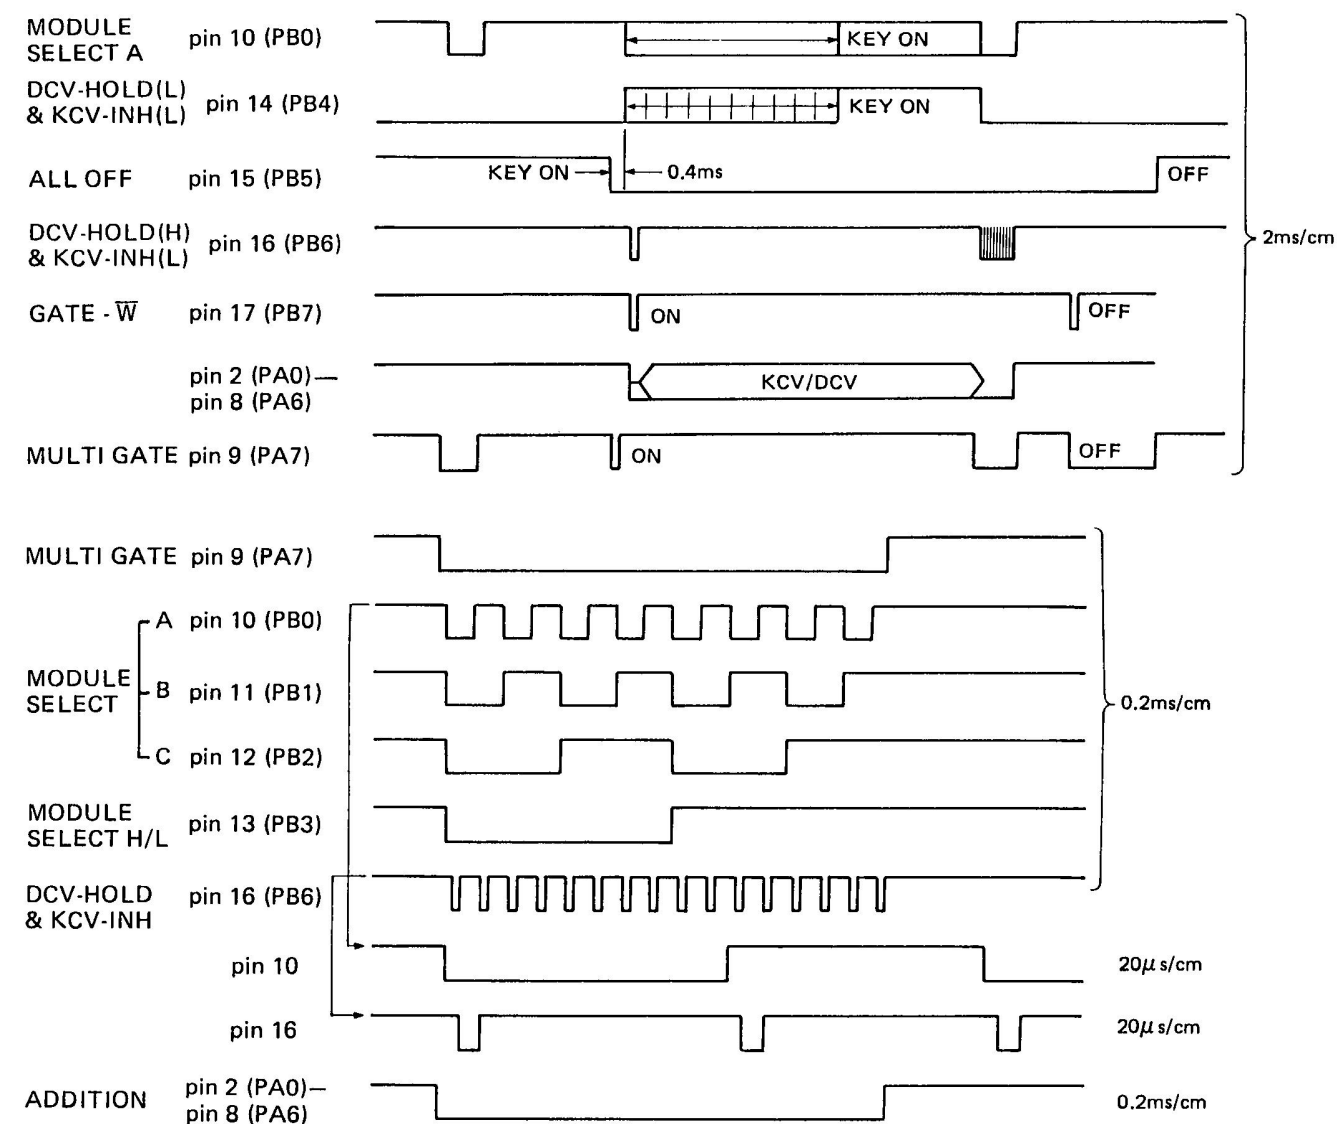 MODULE
SELECT A pin 10 (PB0)
KEY ON
DCV-HOLD(L)
& KCV-INH(L) pin 14 (PB4)
KEY ON
ALL OFF pin 15 (PB5)
KEY ON 0.4ms OFF
DCV-HOLD(H)
& KCV-INH(L) pin 16 (PB6)
2ms/cm
GATE - W̅ pin 17 (PB7)
ON OFF
pin 2 (PA0)—
pin 8 (PA6)
KCV/DCV
MULTI GATE pin 9 (PA7)
ON OFF
MULTI GATE pin 9 (PA7)
A pin 10 (PB0)
MODULE
SELECT
B pin 11 (PB1)
0.2ms/cm
C pin 12 (PB2)
MODULE
SELECT H/L pin 13 (PB3)
DCV-HOLD
& KCV-INH
pin 16 (PB6)
pin 10 20μs/cm
pin 16 20μs/cm
ADDITION pin 2 (PA0)—
pin 8 (PA6)
0.2ms/cm